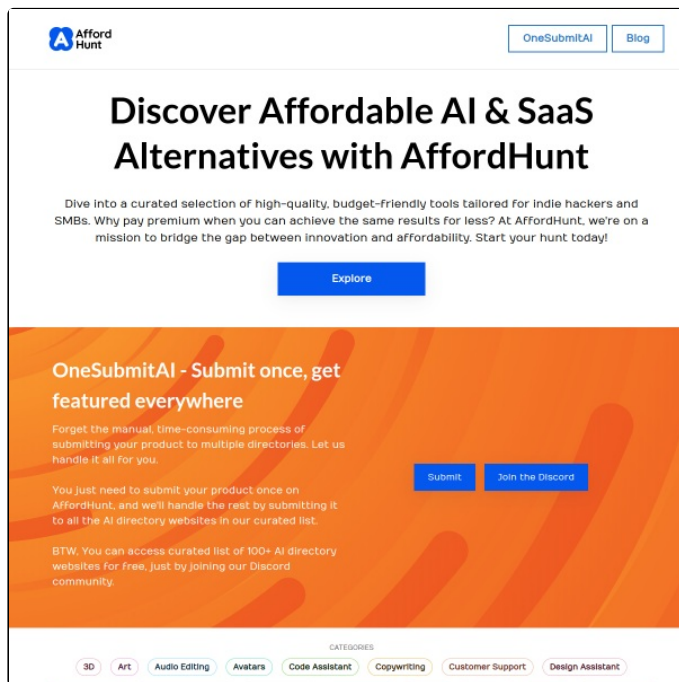 Afford
Hunt
OneSubmitAI
Blog
Discover Affordable AI & SaaS
Alternatives with AffordHunt
Dive into a curated selection of high-quality, budget-friendly tools tailored for indie hackers and
SMBs. Why pay premium when you can achieve the same results for less? At AffordHunt, we're on a
mission to bridge the gap between innovation and affordability. Start your hunt today!
Explore
OneSubmitAI - Submit once, get
featured everywhere
Forget the manual, time-consuming process of
submitting your product to multiple directories. Let us
handle it all for you.
You just need to submit your product once on
AffordHunt, and we'll handle the rest by submitting it
to all the AI directory websites in our curated list.
BTW, You can access curated list of 100+ AI directory
websites for free, just by joining our Discord
community.
Submit
Join the Discord
CATEGORIES
3D Art Audio Editing Avatars Code Assistant Copywriting Customer Support Design Assistant